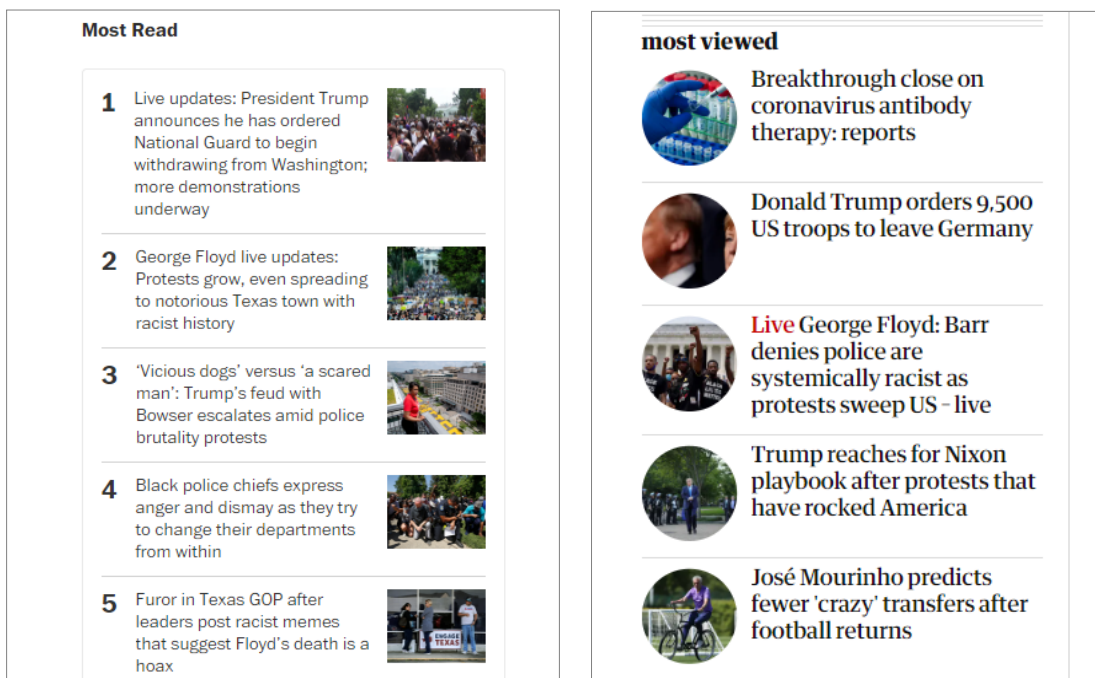 Most Read
1
Live updates: President Trump
announces he has ordered
National Guard to begin
withdrawing from Washington;
more demonstrations
underway
2
George Floyd live updates:
Protests grow, even spreading
to notorious Texas town with
racist history
3
‘Vicious dogs’ versus ‘a scared
man’: Trump’s feud with
Bowser escalates amid police
brutality protests
4
Black police chiefs express
anger and dismay as they try
to change their departments
from within
5
Furor in Texas GOP after
leaders post racist memes
that suggest Floyd’s death is a
hoax
ENGAGE
TEXAS
most viewed
Breakthrough close on
coronavirus antibody
therapy: reports
Donald Trump orders 9,500
US troops to leave Germany
Live George Floyd: Barr
denies police are
systemically racist as
protests sweep US – live
Trump reaches for Nixon
playbook after protests that
have rocked America
José Mourinho predicts
fewer 'crazy' transfers after
football returns